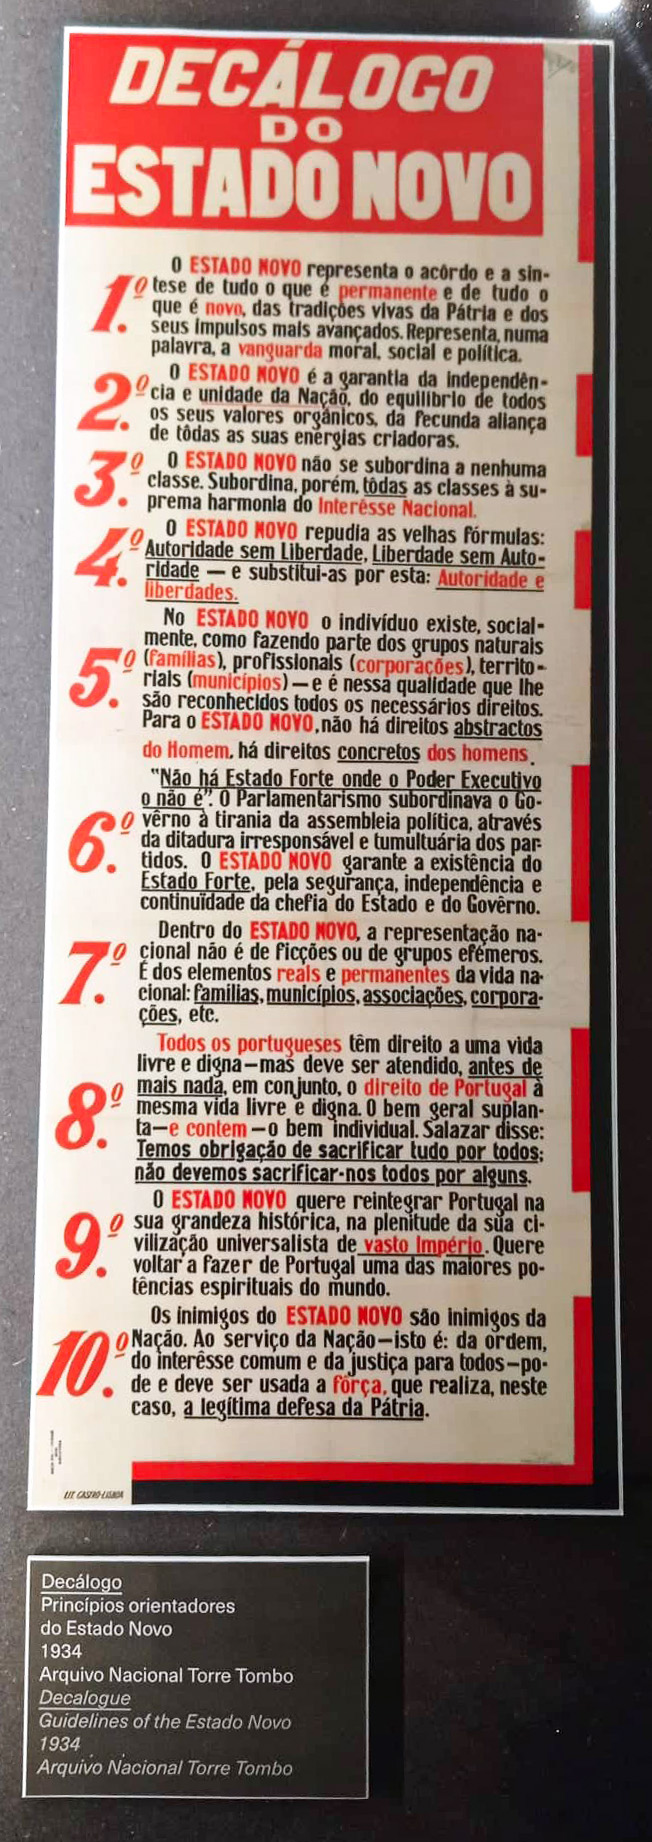 DECÁLOGO
DO
ESTADO NOVO
1.º
O ESTADO NOVO representa o acôrdo e a sin-
tese de tudo o que é permanente e de tudo o
que é novo, das tradições vivas da Pátria e dos
seus impulsos mais avançados. Representa, numa
palavra, a vanguarda moral, social e política.
2.º
O ESTADO NOVO é a garantia da independên-
cia e unidade da Nação, do equilíbrio de todos
os seus valores orgânicos, da fecunda aliança
de tôdas as suas energias criadoras.
3.º
O ESTADO NOVO não se subordina a nenhuma
classe. Subordina, porém, tôdas as classes à su-
prema harmonia do Interêsse Nacional.
4.º
O ESTADO NOVO repudia as velhas fórmulas:
Autoridade sem Liberdade, Liberdade sem Auto-
ridade — e substitui-as por esta: Autoridade e
liberdades.
5.º
No ESTADO NOVO o indivíduo existe, social-
mente, como fazendo parte dos grupos naturais
(famílias), profissionais (corporações), territo-
riais (municípios) — e é nessa qualidade que lhe
são reconhecidos todos os necessários direitos.
Para o ESTADO NOVO, não há direitos abstractos
do Homem, há direitos concretos dos homens.
6.º
"Não há Estado Forte onde o Poder Executivo
o não é". O Parlamentarismo subordinava o Go-
vêrno à tirania da assembleia política, através
da ditadura irresponsável e tumultuária dos par-
tidos. O ESTADO NOVO garante a existência do
Estado Forte, pela segurança, independência e
continuïdade da chefia do Estado e do Govêrno.
7.º
Dentro do ESTADO NOVO, a representação na-
cional não é de ficções ou de grupos efémeros.
É dos elementos reais e permanentes da vida na-
cional: famílias, municípios, associações, corpora-
ções, etc.
8.º
Todos os portugueses têm direito a uma vida
livre e digna—mas deve ser atendido, antes de
mais nada, em conjunto, o direito de Portugal à
mesma vida livre e digna. O bem geral suplan-
ta—e contem—o bem individual. Salazar disse:
Temos obrigação de sacrificar tudo por todos;
não devemos sacrificar-nos todos por alguns.
9.º
O ESTADO NOVO quere reintegrar Portugal na
sua grandeza histórica, na plenitude da sua ci-
vilização universalista de vasto Império. Quere
voltar a fazer de Portugal uma das maiores po-
tências espirituais do mundo.
10.º
Os inimigos do ESTADO NOVO são inimigos da
Nação. Ao serviço da Nação—isto é: da ordem,
do interêsse comum e da justiça para todos—po-
de e deve ser usada a fôrça, que realiza, neste
caso, a legítima defesa da Pátria.
LIT. CASTRO-LISBOA
Decálogo
Princípios orientadores
do Estado Novo
1934
Arquivo Nacional Torre Tombo
Decalogue
Guidelines of the Estado Novo
1934
Arquivo Nacional Torre Tombo